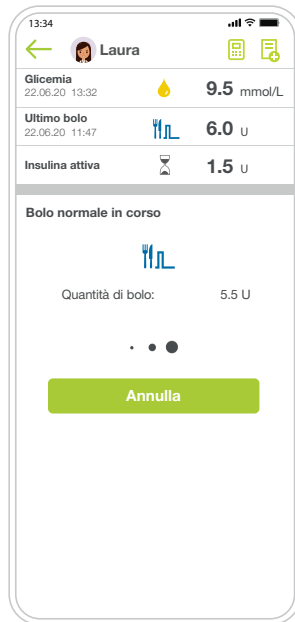 13:34
Laura
Glicemia
22.06.20 13:32
9.5 mmol/L
Ultimo bolo
22.06.20 11:47
6.0 U
Insulina attiva
1.5 U
Bolo normale in corso
Quantità di bolo: 5.5 U
Annulla